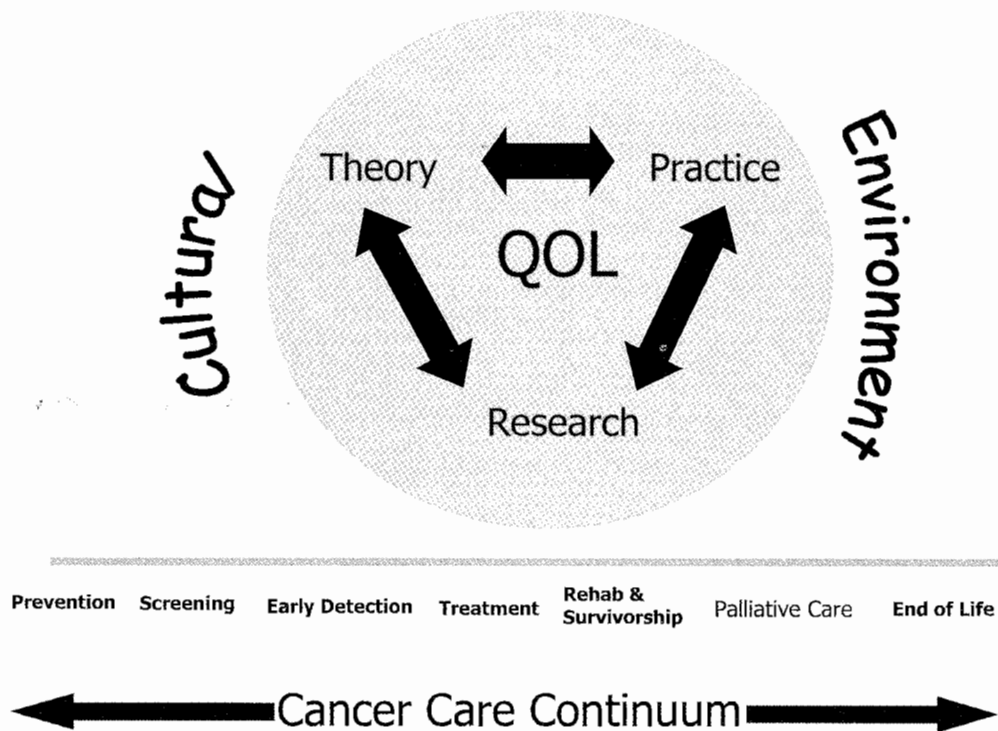 Cultural
Environment
Theory
Practice
QOL
Research
Prevention
Screening
Early Detection
Treatment
Rehab &
Survivorship
Palliative Care
End of Life
Cancer Care Continuum